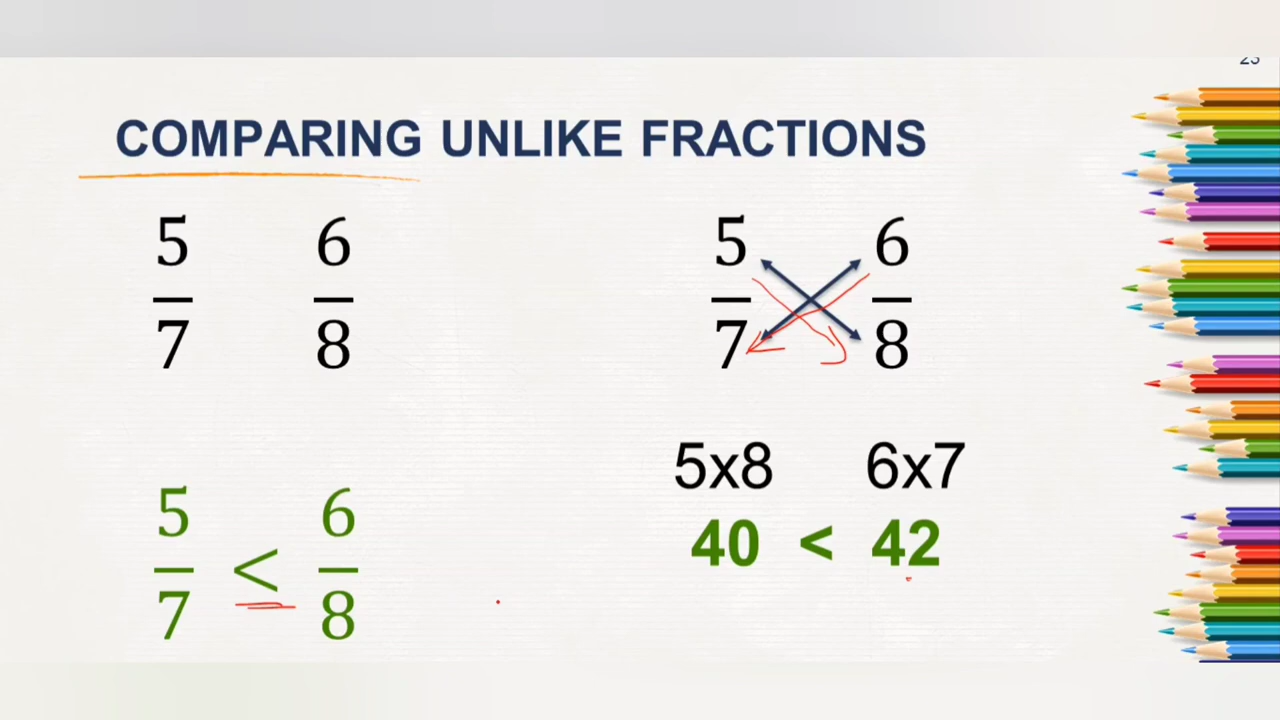 23
COMPARING UNLIKE FRACTIONS
5/7 6/8
5/7 6/8
5x8 6x7
40 < 42
5/7 < 6/8